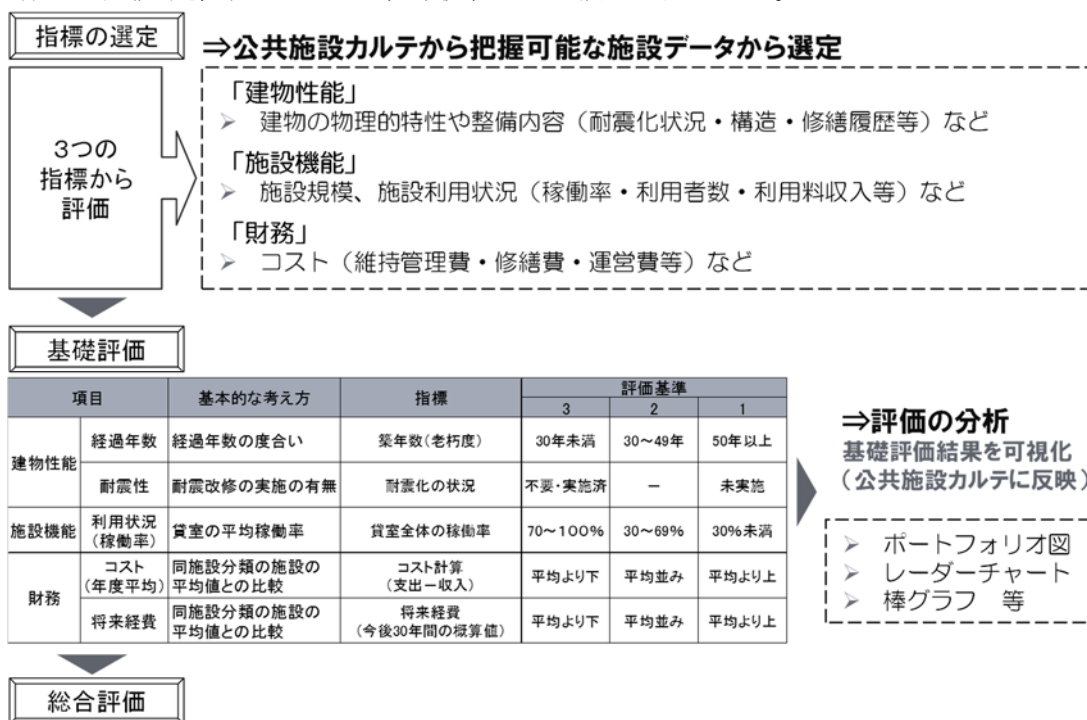 指標の選定
⇒公共施設カルテから把握可能な施設データから選定
3つの
指標から
評価
「建物性能」
➢ 建物の物理的特性や整備内容（耐震化状況・構造・修繕履歴等）など
「施設機能」
➢ 施設規模、施設利用状況（稼働率・利用者数・利用料収入等）など
「財務」
➢ コスト（維持管理費・修繕費・運営費等）など
基礎評価
項目 基本的な考え方 指標 評価基準
3 2 1
建物性能 経過年数 経過年数の度合い 築年数(老朽度) 30年未満 30～49年 50年以上
耐震性 耐震改修の実施の有無 耐震化の状況 不要・実施済 － 未実施
施設機能 利用状況
(稼働率) 貸室の平均稼働率 貸室全体の稼働率 70～100% 30～69% 30%未満
財務 コスト
(年度平均) 同施設分類の施設の
平均値との比較 コスト計算
(支出－収入) 平均より下 平均並み 平均より上
将来経費 同施設分類の施設の
平均値との比較 将来経費
(今後30年間の概算値) 平均より下 平均並み 平均より上
⇒評価の分析
基礎評価結果を可視化
（公共施設カルテに反映）
➢ ポートフォリオ図
➢ レーダーチャート
➢ 棒グラフ 等
総合評価